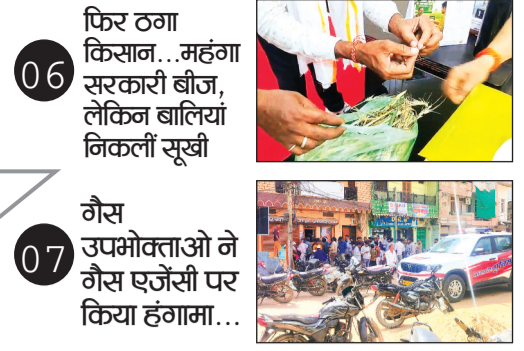 06
फिर ठगा
किसान...महंगा
सरकारी बीज,
लेकिन बालियां
निकलीं सूखी
07
गैस
उपभोक्ताओ ने
गैस एजेंसी पर
किया हंगामा...